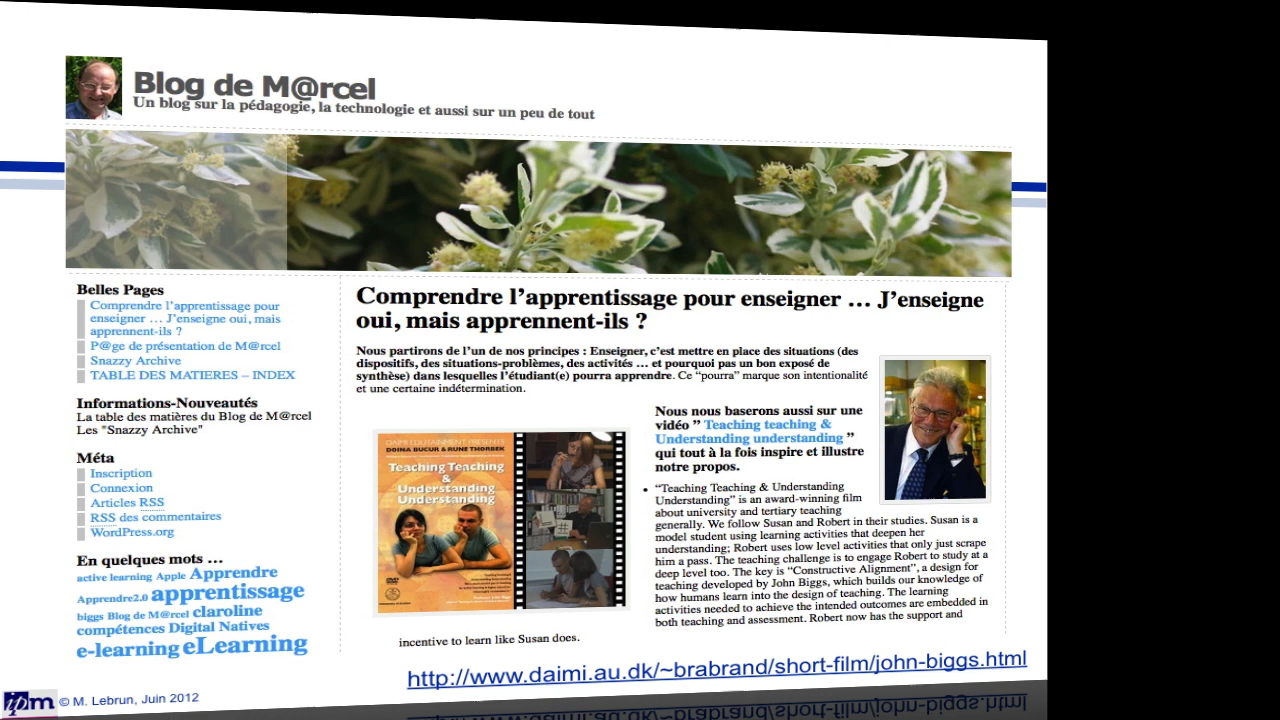 Blog de M@rcel
Un blog sur la pédagogie, la technologie et aussi sur un peu de tout
Belles Pages
Comprendre l'apprentissage pour
enseigner … J'enseigne oui, mais
apprennent-ils ?
P@ge de présentation de M@rcel
Snazzy Archive
TABLE DES MATIERES – INDEX
Informations-Nouveautés
La table des matières du Blog de M@rcel
Les "Snazzy Archive"
Méta
Inscription
Connexion
Articles RSS
RSS des commentaires
WordPress.org
En quelques mots …
active learning Apple Apprendre
Apprendre2.0 apprentissage
biggs Blog de M@rcel claroline
compétences Digital Natives
e-learning eLearning
Comprendre l'apprentissage pour enseigner … J'enseigne
oui, mais apprennent-ils ?
Nous partirons de l'un de nos principes : Enseigner, c'est mettre en place des situations (des
dispositifs, des situations-problèmes, des activités … et pourquoi pas un bon exposé de
synthèse) dans lesquelles l'étudiant(e) pourra apprendre. Ce "pourra" marque son intentionalité
et une certaine indétermination.
DAIMI EDUTAINMENT PRESENTS
DOINA BUCUR & RUNE THORBEK
Teaching Teaching
&
Understanding
Understanding
Nous nous baserons aussi sur une
vidéo " Teaching teaching &
Understanding understanding "
qui tout à la fois inspire et illustre
notre propos.
• "Teaching Teaching & Understanding
Understanding" is an award-winning film
about university and tertiary teaching
generally. We follow Susan and Robert in their studies. Susan is a
model student using learning activities that deepen her
understanding; Robert uses low level activities that only just scrape
him a pass. The teaching challenge is to engage Robert to study at a
deep level too. The key is "Constructive Alignment", a design for
teaching developed by John Biggs, which builds our knowledge of
how humans learn into the design of teaching. The learning
activities needed to achieve the intended outcomes are embedded in
both teaching and assessment. Robert now has the support and
incentive to learn like Susan does.
http://www.daimi.au.dk/~brabrand/short-film/john-biggs.html
ipm © M. Lebrun, Juin 2012